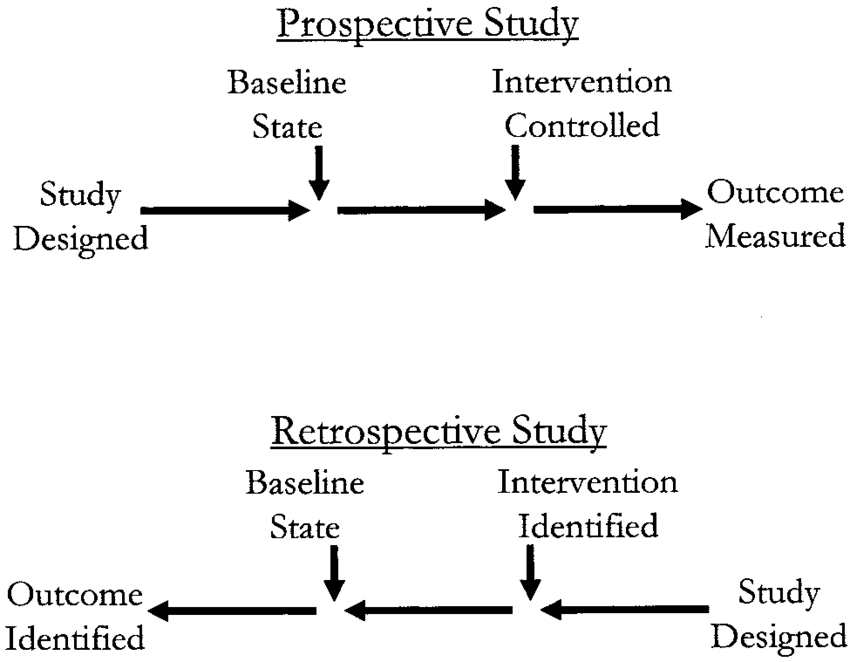 Prospective Study
Baseline
State
Intervention
Controlled
Study
Designed
Outcome
Measured
Retrospective Study
Baseline
State
Intervention
Identified
Outcome
Identified
Study
Designed